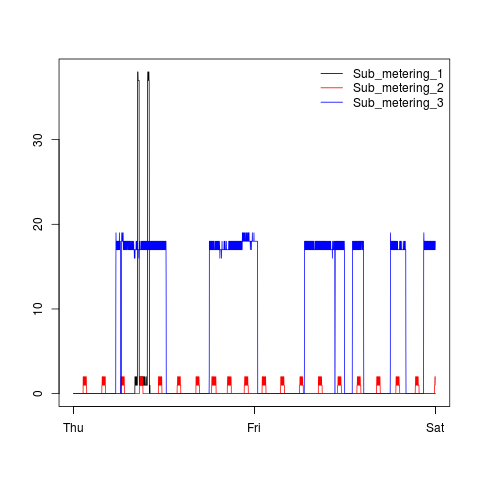 Sub_metering_1
Sub_metering_2
Sub_metering_3
30
20
10
0
Thu Fri Sat